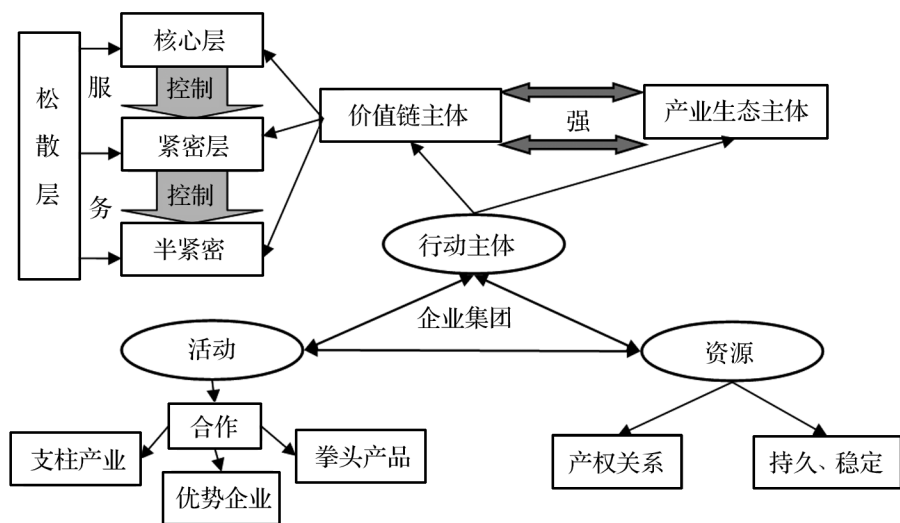 松散层
服务
核心层
控制
紧密层
控制
半紧密
价值链主体
强
产业生态主体
行动主体
企业集团
活动
资源
合作
支柱产业
优势企业
拳头产品
产权关系
持久、稳定